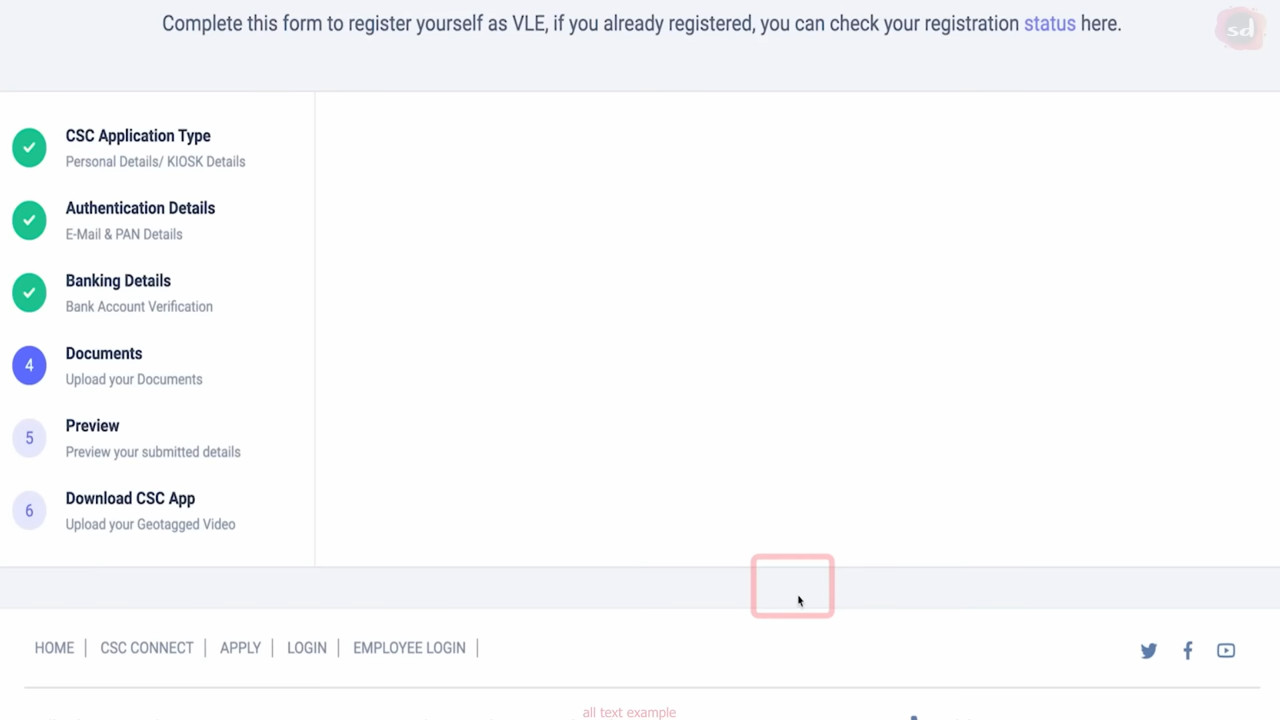 Complete this form to register yourself as VLE, if you already registered, you can check your registration status here.
sd
CSC Application Type
Personal Details/ KIOSK Details
Authentication Details
E-Mail & PAN Details
Banking Details
Bank Account Verification
4
Documents
Upload your Documents
5
Preview
Preview your submitted details
6
Download CSC App
Upload your Geotagged Video
HOME | CSC CONNECT | APPLY | LOGIN | EMPLOYEE LOGIN |
all text example